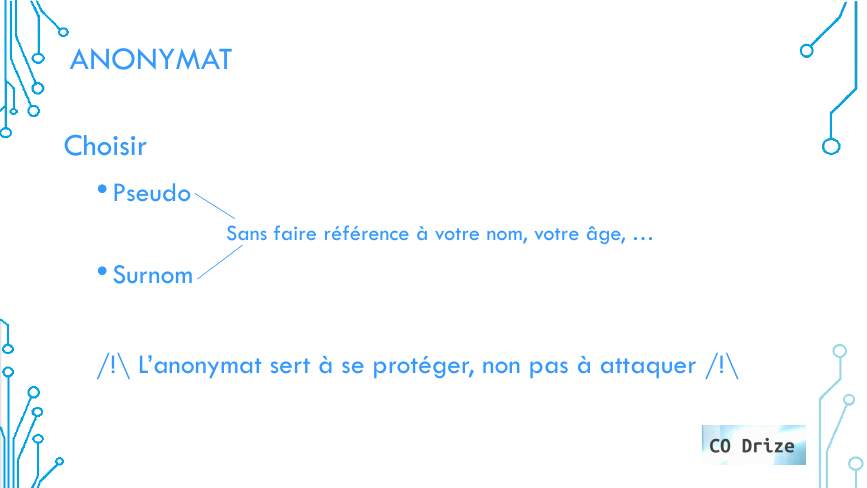 ANONYMAT
Choisir
• Pseudo
Sans faire référence à votre nom, votre âge, …
• Surnom
/!\ L’anonymat sert à se protéger, non pas à attaquer /!\
CO Drize